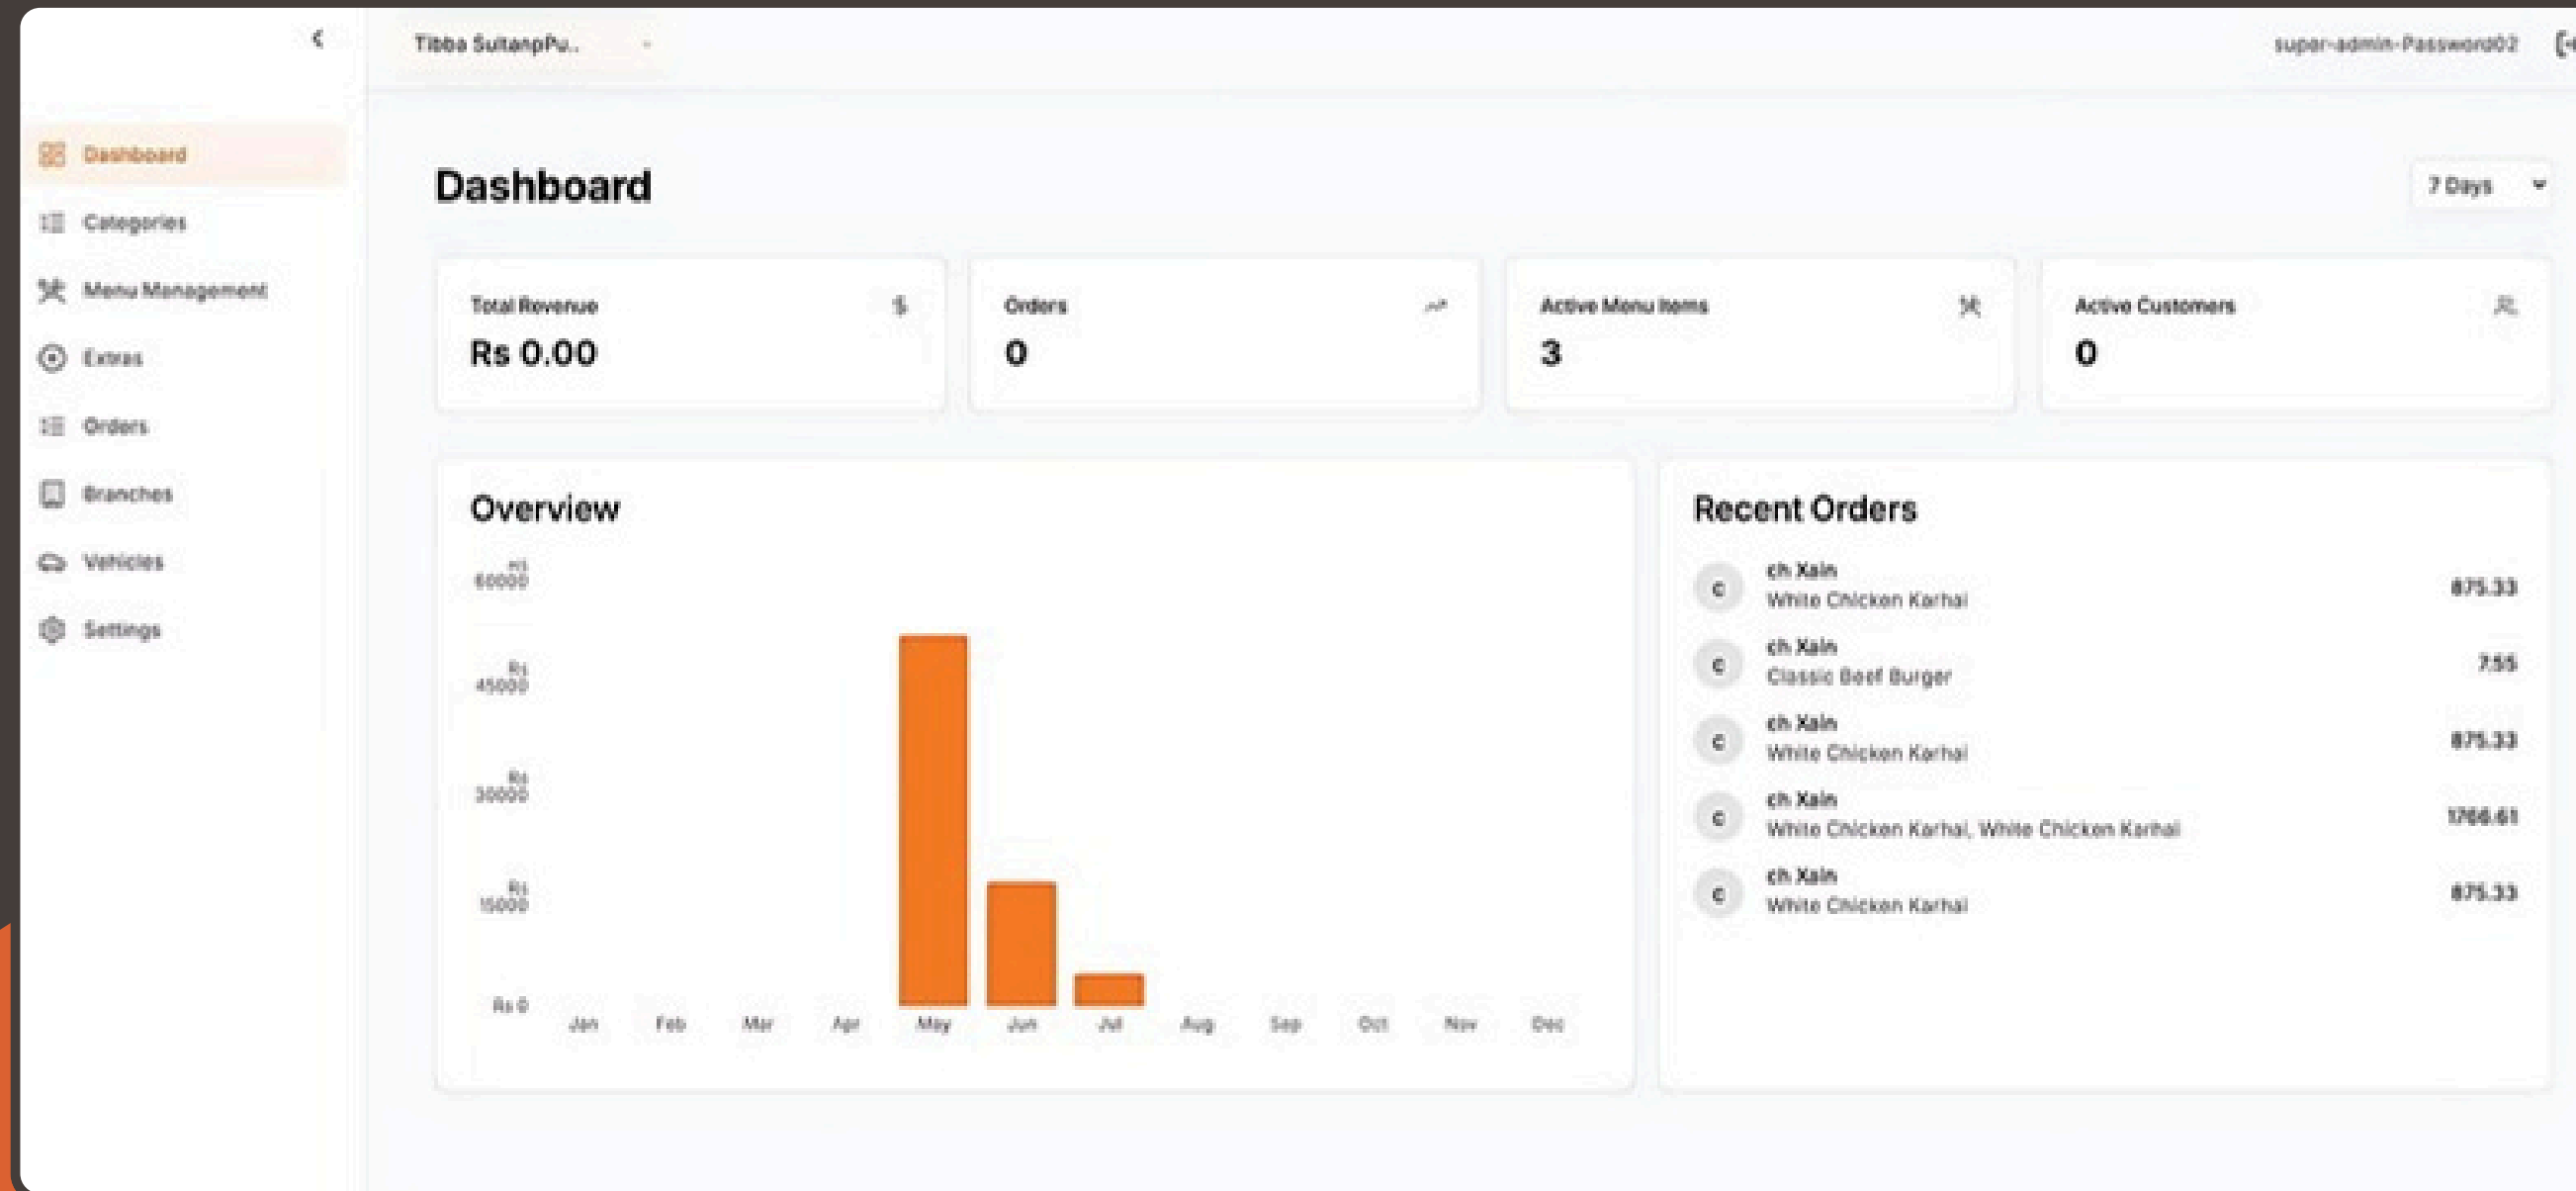 Tibba SultanpPu..
super-admin-Password02
Dashboard
Categories
Menu Management
Extras
Orders
Branches
Vehicles
Settings
Dashboard
7 Days
Total Revenue
$
Rs 0.00
Orders
0
Active Menu Items
3
Active Customers
0
Overview
Rs
60000
Rs
45000
Rs
30000
Rs
15000
Rs 0
Jan Feb Mar Apr May Jun Jul Aug Sep Oct Nov Dec
Recent Orders
c
ch Xain
White Chicken Karhai
875.33
c
ch Xain
Classic Beef Burger
7.55
c
ch Xain
White Chicken Karhai
875.33
c
ch Xain
White Chicken Karhai, White Chicken Karhai
1766.61
c
ch Xain
White Chicken Karhai
875.33